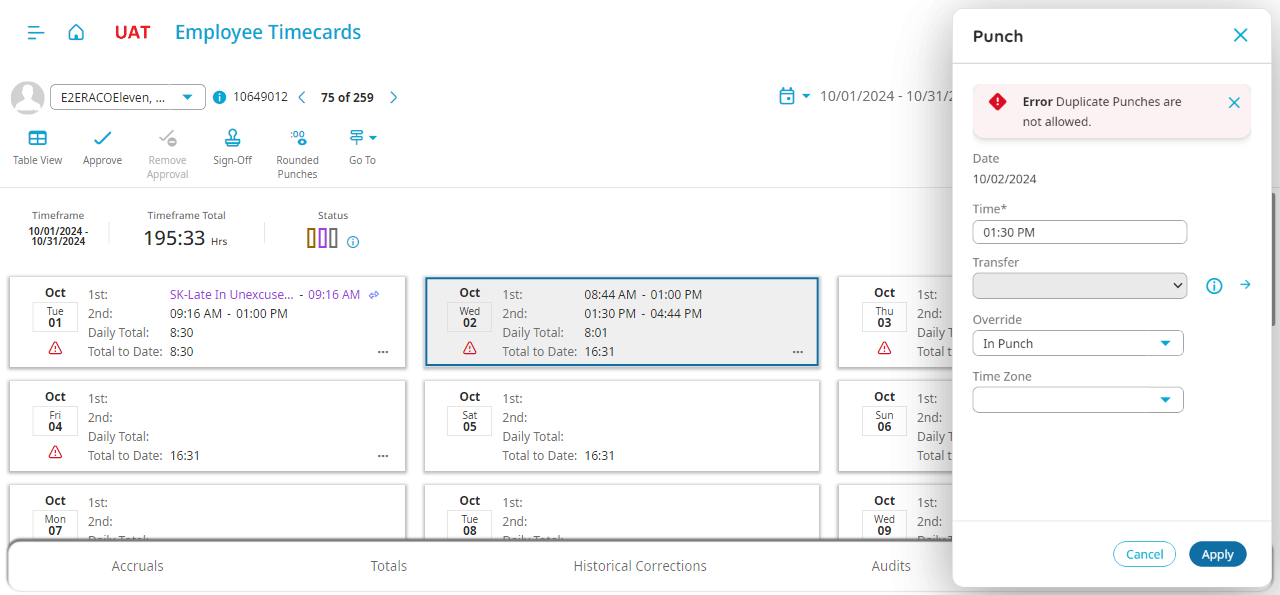 UAT Employee Timecards
E2ERACOEleven, ... 10649012 75 of 259
10/01/2024 - 10/31/2
Table View
Approve
Remove
Approval
Sign-Off
:00
Rounded
Punches
Go To
Timeframe
10/01/2024 -
10/31/2024
Timeframe Total
195:33 Hrs
Status
Oct
Tue
01
1st: SK-Late In Unexcuse... - 09:16 AM
2nd: 09:16 AM - 01:00 PM
Daily Total: 8:30
Total to Date: 8:30
...
Oct
Wed
02
1st: 08:44 AM - 01:00 PM
2nd: 01:30 PM - 04:44 PM
Daily Total: 8:01
Total to Date: 16:31
...
Oct
Thu
03
1st:
2nd:
Daily T
Total t
Oct
Fri
04
1st:
2nd:
Daily Total:
Total to Date: 16:31
...
Oct
Sat
05
1st:
2nd:
Daily Total:
Total to Date: 16:31
Oct
Sun
06
1st:
2nd:
Daily T
Total t
Oct
Mon
07
1st:
2nd:
Daily Total:
Oct
Tue
08
1st:
2nd:
Daily Total:
Oct
Wed
09
1st:
2nd:
Daily T
Accruals
Totals
Historical Corrections
Audits
Punch
Error Duplicate Punches are
not allowed.
Date
10/02/2024
Time*
01:30 PM
Transfer
Override
In Punch
Time Zone
Cancel
Apply